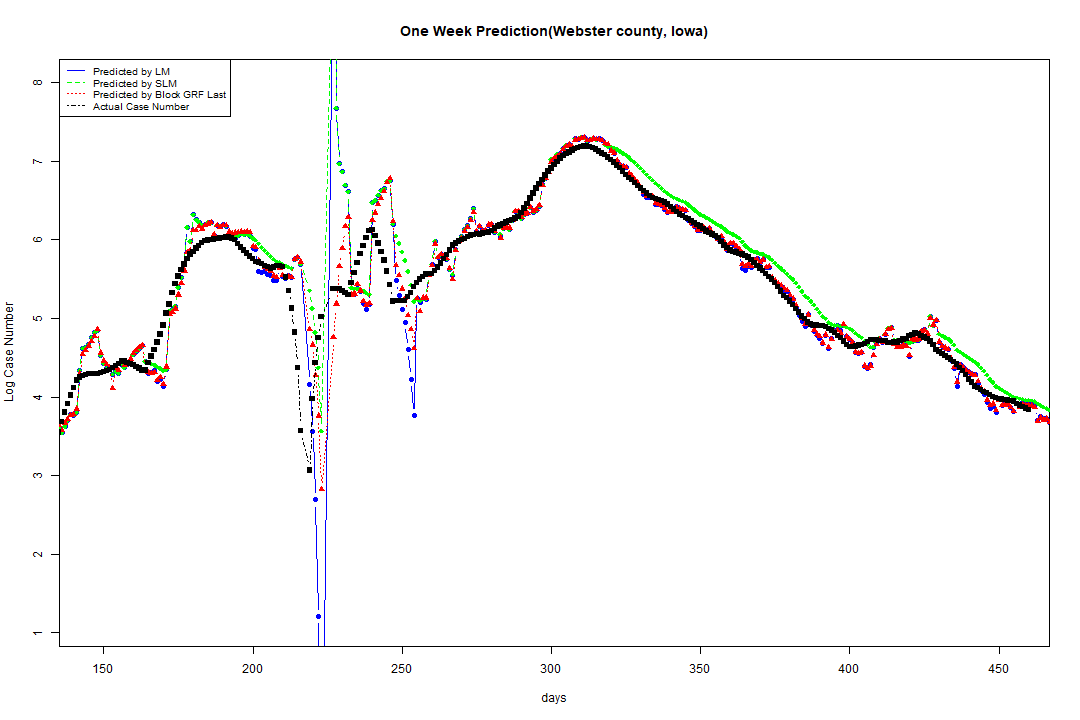 One Week Prediction(Webster county, Iowa)
Predicted by LM
Predicted by SLM
Predicted by Block GRF Last
Actual Case Number
8
7
6
5
4
3
2
1
Log Case Number
150 200 250 300 350 400 450
days